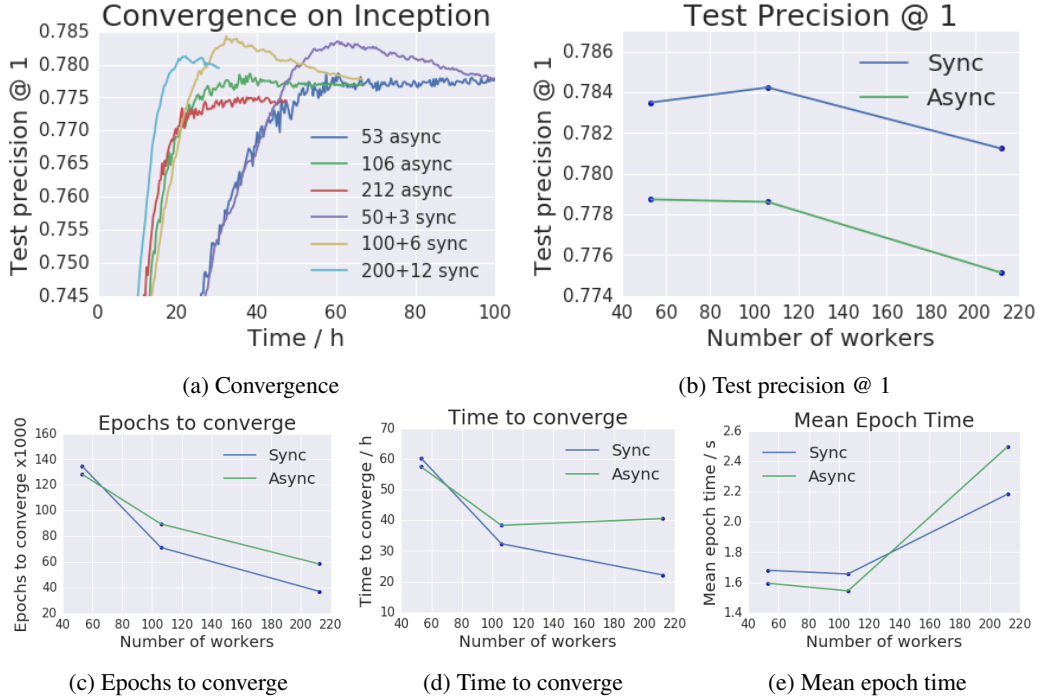 Convergence on Inception
Test precision @ 1
0.785
0.780
0.775
0.770
0.765
0.760
0.755
0.750
0.745
53 async
106 async
212 async
50+3 sync
100+6 sync
200+12 sync
0 20 40 60 80 100
Time / h
(a) Convergence
Test Precision @ 1
Test precision @ 1
0.786
0.784
0.782
0.780
0.778
0.776
0.774
Sync
Async
40 60 80 100 120 140 160 180 200 220
Number of workers
(b) Test precision @ 1
Epochs to converge
Epochs to converge x1000
160
140
120
100
80
60
40
20
Sync
Async
40 60 80 100 120 140 160 180 200 220
Number of workers
(c) Epochs to converge
Time to converge
Time to converge / h
70
60
50
40
30
20
10
Sync
Async
40 60 80 100 120 140 160 180 200 220
Number of workers
(d) Time to converge
Mean Epoch Time
Mean epoch time / s
2.6
2.4
2.2
2.0
1.8
1.6
1.4
Sync
Async
40 60 80 100 120 140 160 180 200 220
Number of workers
(e) Mean epoch time